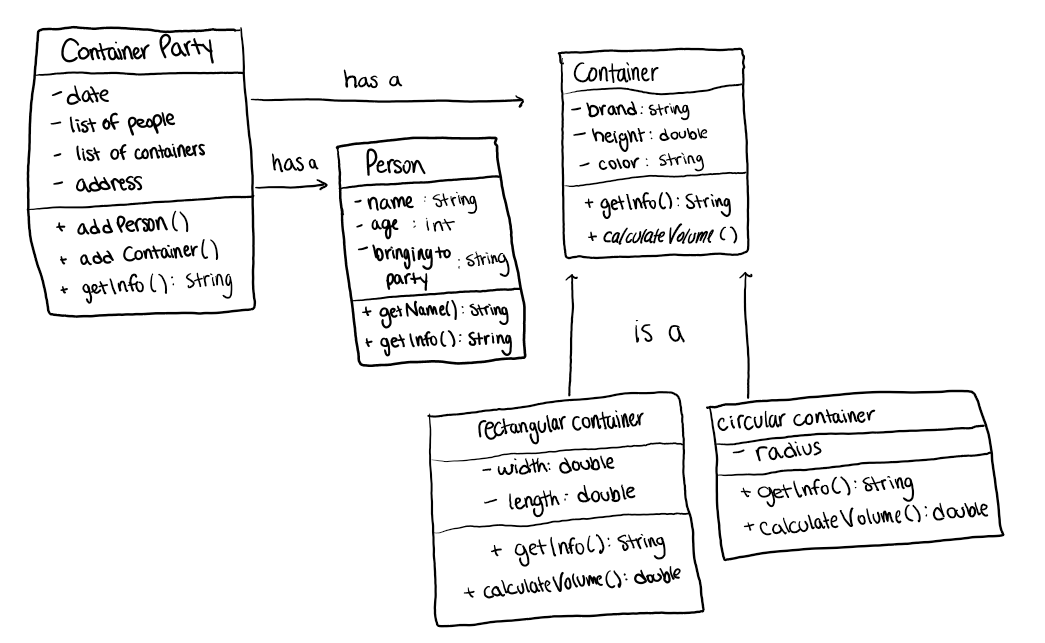 Container Party
- date
- list of people
- list of containers
- address
+ addPerson()
+ add Container()
+ getInfo(): String
has a
has a
Person
- name : String
- age : int
- bringing to party : String
+ getName(): String
+ getInfo(): String
Container
- brand: String
- height: double
- color: String
+ getInfo(): String
+ calculateVolume()
is a
rectangular container
- width: double
- length: double
+ getInfo(): String
+ calculateVolume(): double
circular container
- radius
+ getInfo(): String
+ calculateVolume(): double